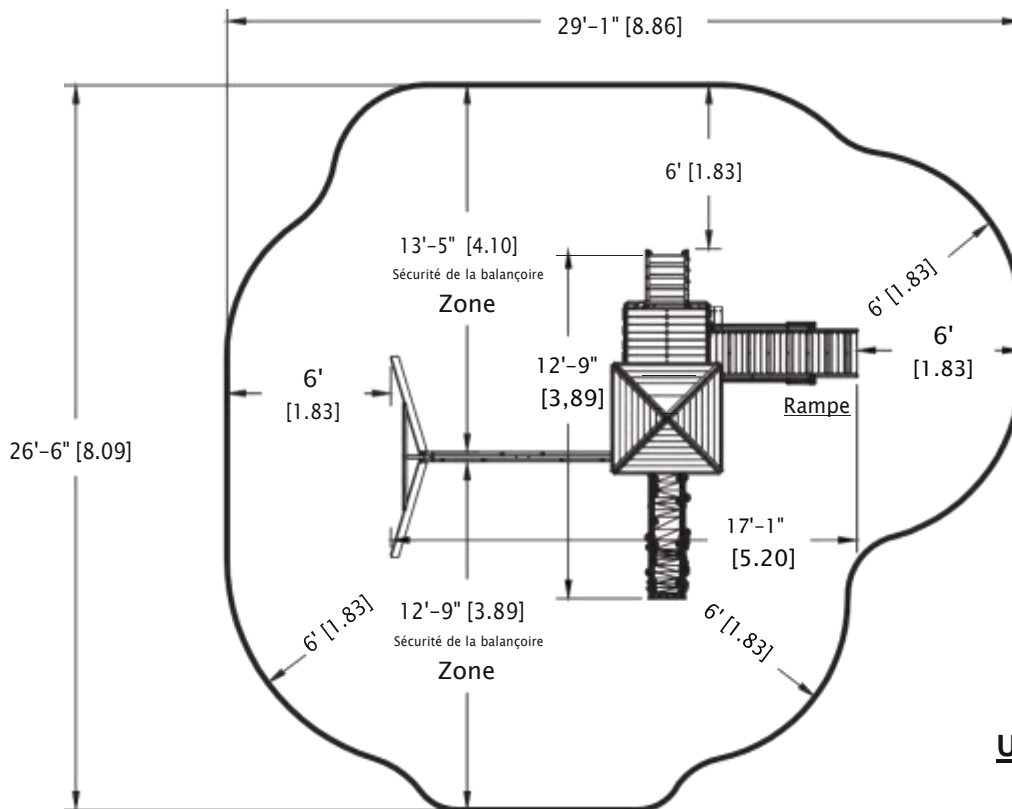 29'-1" [8.86]
6' [1.83]
13'-5" [4.10]
Sécurité de la balançoire
Zone
6' [1.83]
6'
[1.83]
12'-9"
[3,89]
6'
[1.83]
Rampe
26'-6" [8.09]
17'-1"
[5.20]
6' [1.83]
12'-9" [3.89]
Sécurité de la balançoire
Zone
6' [1.83]
U